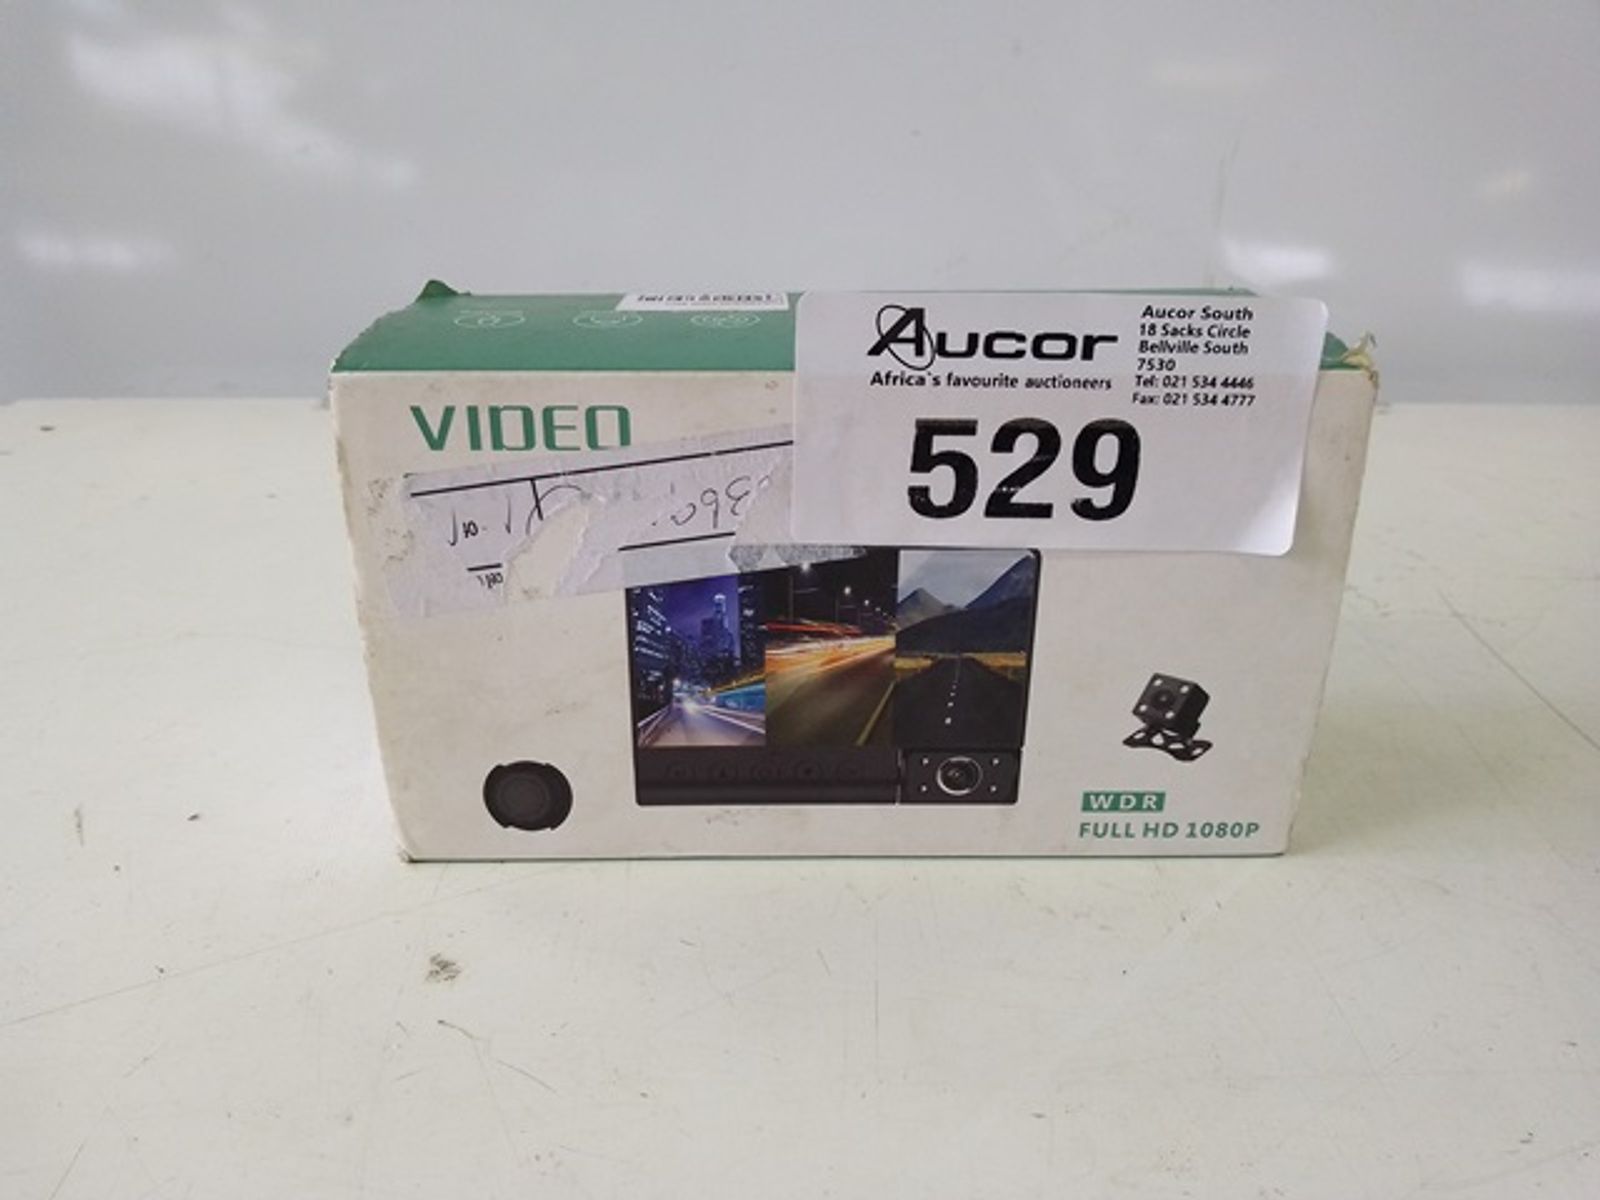 Aucor
Africa's favourite auctioneers
Aucor South
18 Sacks Circle
Bellville South
7530
Tel: 021 534 4446
Fax: 021 534 4777
529
VIDEO
WDR
FULL HD 1080P